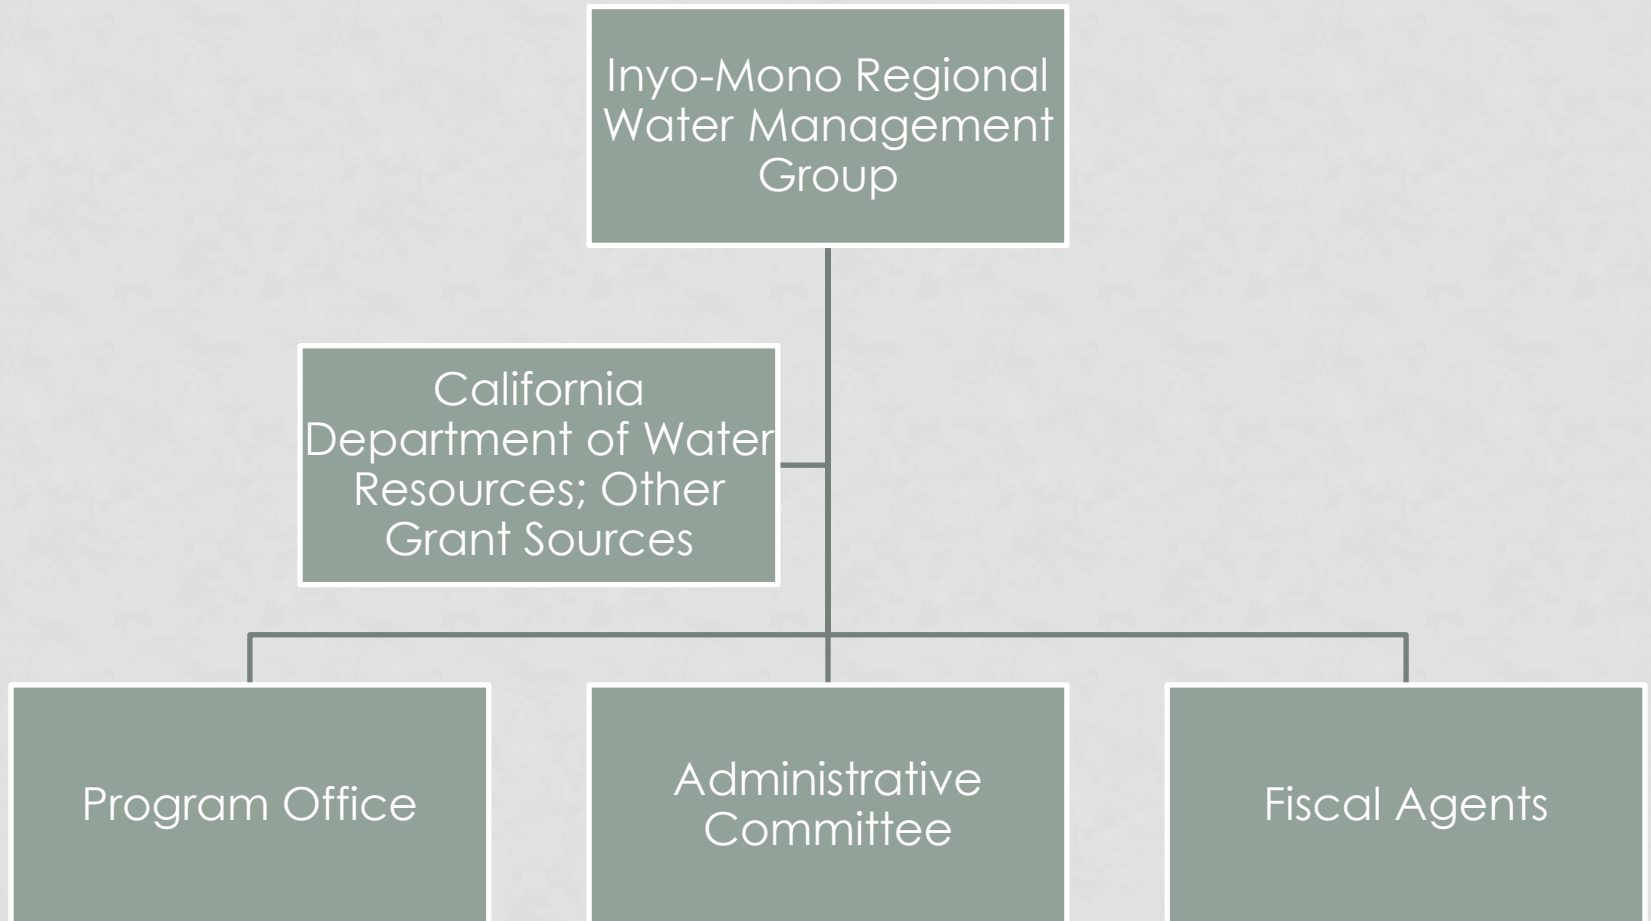 Inyo-Mono Regional
Water Management
Group
California
Department of Water
Resources; Other
Grant Sources
Program Office
Administrative
Committee
Fiscal Agents